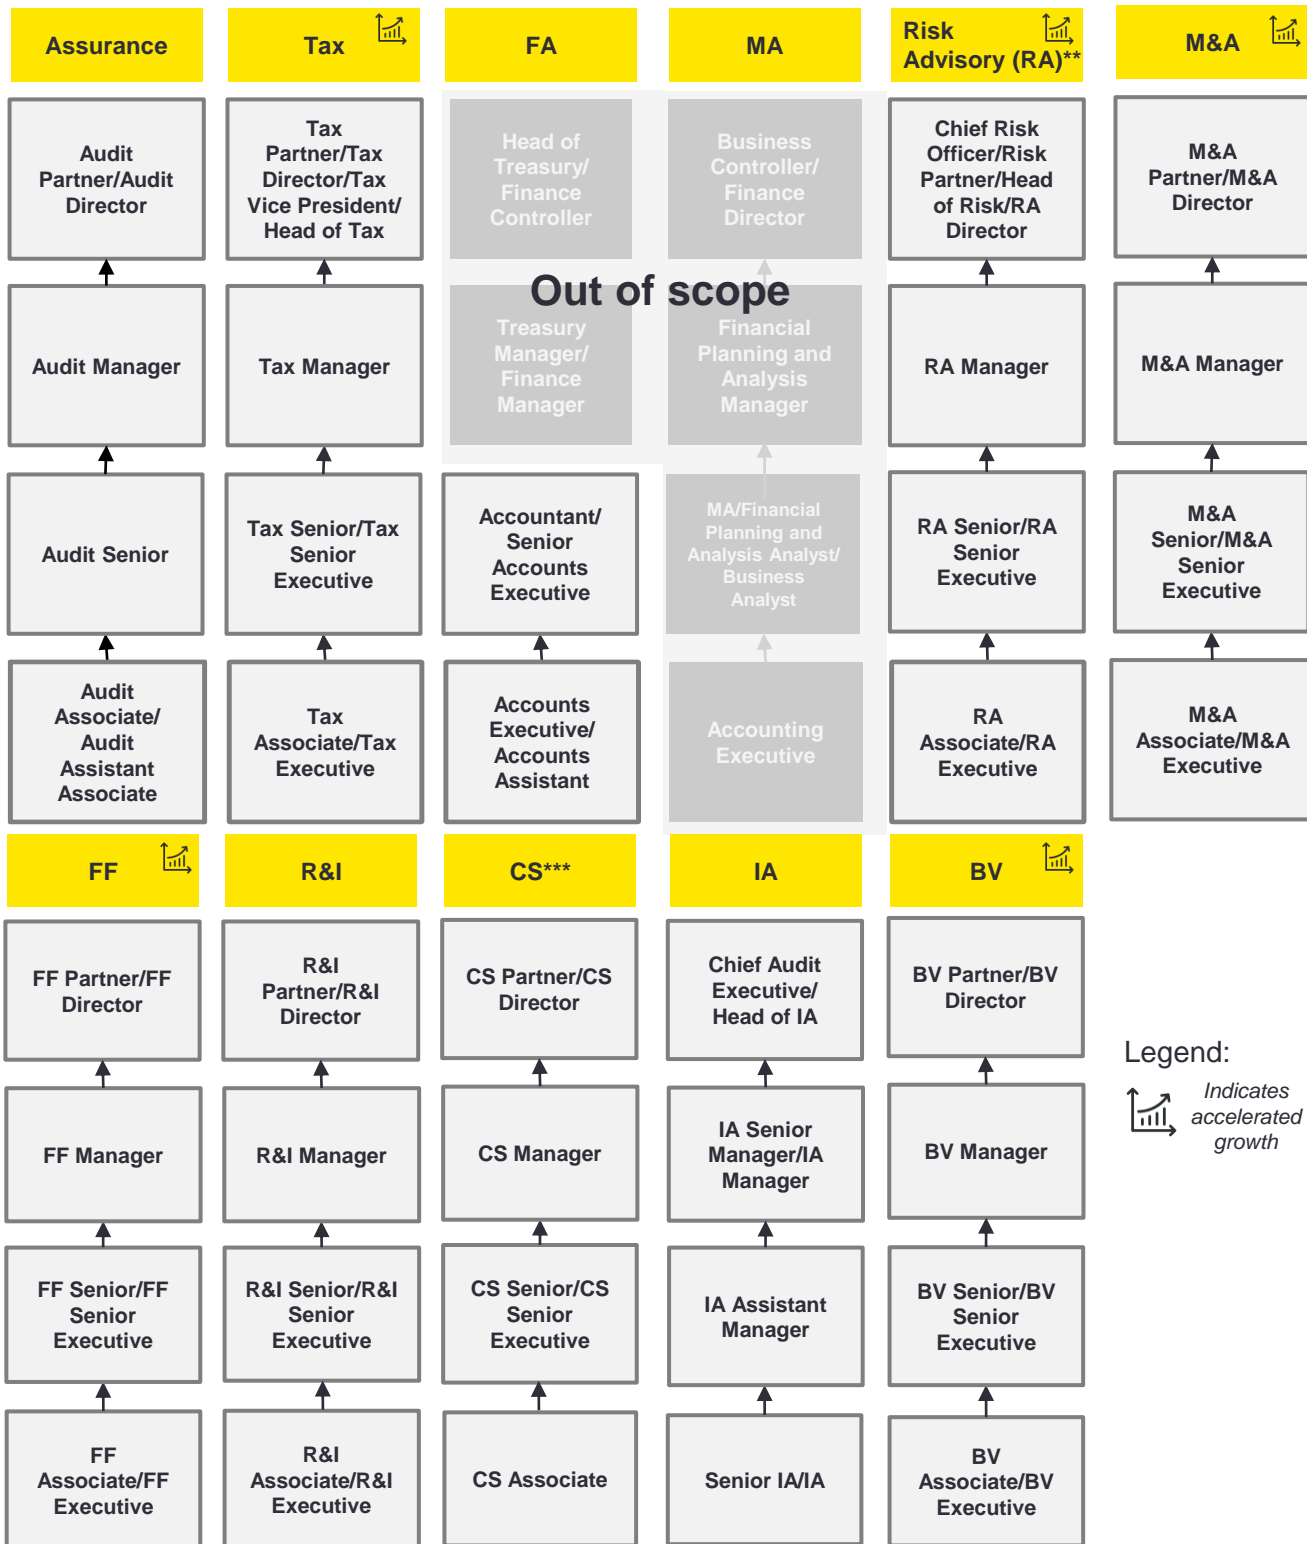 Assurance
Tax
FA
MA
Risk
Advisory (RA)**
M&A
Audit
Partner/Audit
Director
Tax
Partner/Tax
Director/Tax
Vice President/
Head of Tax
Head of
Treasury/
Finance
Controller
Business
Controller/
Finance
Director
Chief Risk
Officer/Risk
Partner/Head
of Risk/RA
Director
M&A
Partner/M&A
Director
Out of scope
Audit Manager
Tax Manager
Treasury
Manager/
Finance
Manager
Financial
Planning and
Analysis
Manager
RA Manager
M&A Manager
Audit Senior
Tax Senior/Tax
Senior
Executive
Accountant/
Senior
Accounts
Executive
MA/Financial
Planning and
Analysis Analyst/
Business
Analyst
RA Senior/RA
Senior
Executive
M&A
Senior/M&A
Senior
Executive
Audit
Associate/
Audit
Assistant
Associate
Tax
Associate/Tax
Executive
Accounts
Executive/
Accounts
Assistant
Accounting
Executive
RA
Associate/RA
Executive
M&A
Associate/M&A
Executive
FF
R&I
CS***
IA
BV
FF Partner/FF
Director
R&I
Partner/R&I
Director
CS Partner/CS
Director
Chief Audit
Executive/
Head of IA
BV Partner/BV
Director
Legend:
Indicates
accelerated
growth
FF Manager
R&I Manager
CS Manager
IA Senior
Manager/IA
Manager
BV Manager
FF Senior/FF
Senior
Executive
R&I Senior/R&I
Senior
Executive
CS Senior/CS
Senior
Executive
IA Assistant
Manager
BV Senior/BV
Senior
Executive
FF
Associate/FF
Executive
R&I
Associate/R&I
Executive
CS Associate
Senior IA/IA
BV
Associate/BV
Executive